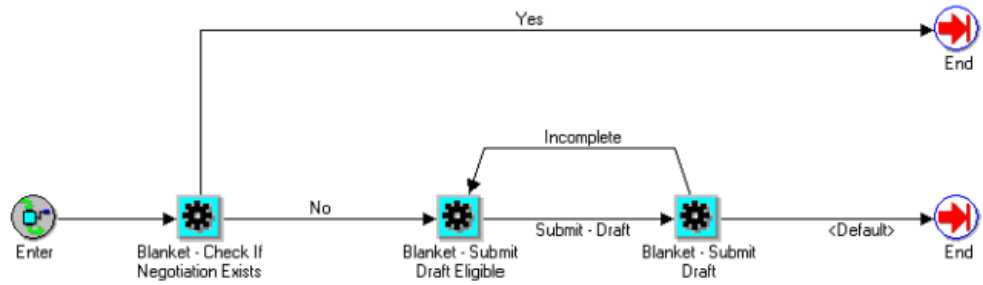 Yes
End
Incomplete
No
Submit - Draft
<Default>
Enter
Blanket - Check If
Negotiation Exists
Blanket - Submit
Draft Eligible
Blanket - Submit
Draft
End